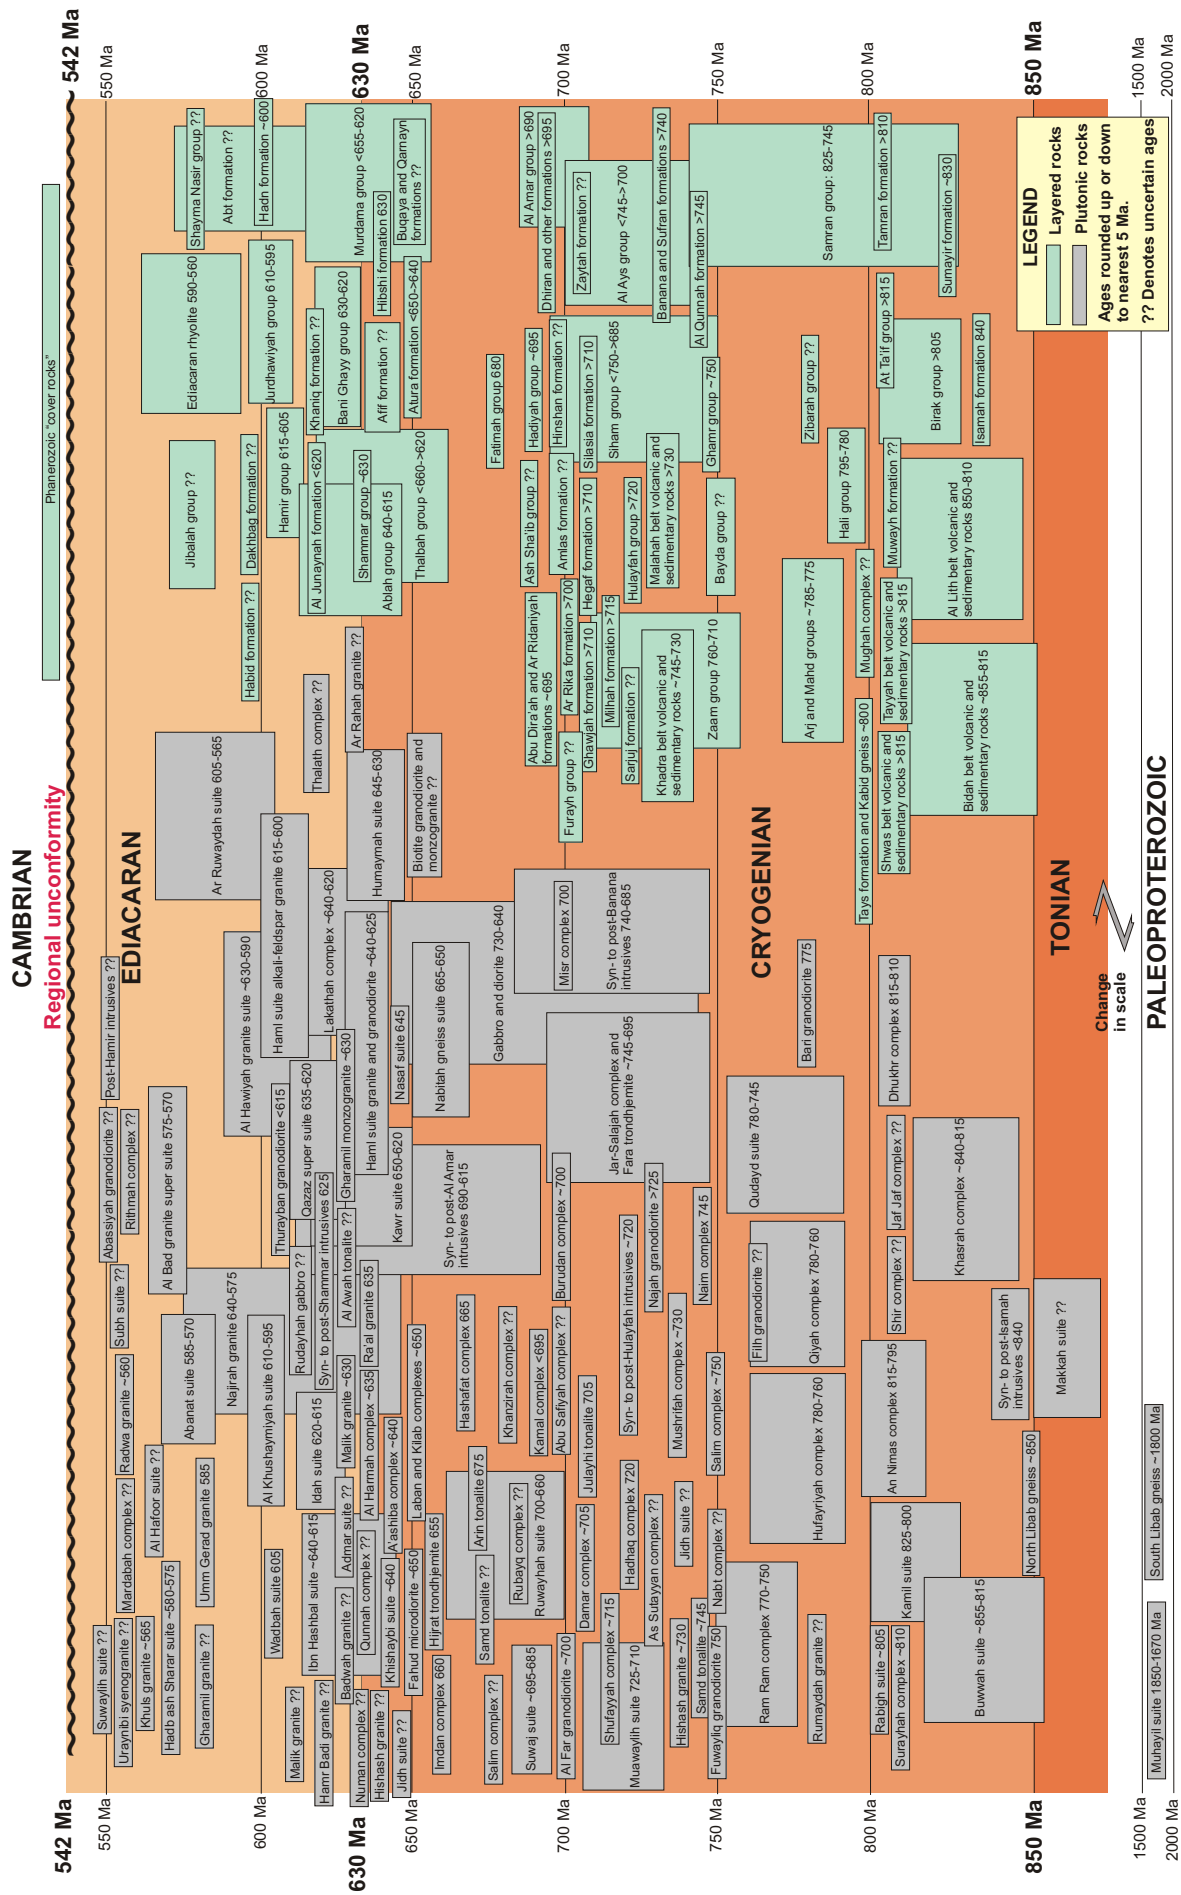 CAMBRIAN
Regional unconformity
Phanerozoic "cover rocks"
542 Ma
542 Ma
EDIACARAN
550 Ma
550 Ma
600 Ma
600 Ma
630 Ma
630 Ma
650 Ma
650 Ma
700 Ma
700 Ma
CRYOGENIAN
750 Ma
750 Ma
800 Ma
800 Ma
850 Ma
850 Ma
TONIAN
Change
in scale
PALEOPROTEROZOIC
1500 Ma
1500 Ma
2000 Ma
2000 Ma
Suwaylih suite ??
Uraynibi syenogranite ??
Mardabah complex ??
Radwa granite ~560
Subh suite ??
Abassiyah granodiorite ??
Rithmah complex ??
Post-Hamir intrusives ??
Khuls granite ~565
Al Hafoor suite ??
Hadb ash Sharar suite ~580-575
Al Bad granite super suite 575-570
Abanat suite 585-570
Gharamil granite ??
Umm Gerad granite 585
Najirah granite 640-575
Ar Ruwaydah suite 605-565
Al Hawiyah granite suite ~630-590
Wadbah suite 605
Al Khushaymiyah suite 610-595
Thurayban granodiorite <615
Haml suite alkali-feldspar granite 615-600
Malik granite ??
Rudayhah gabbro ??
Qazaz super suite 635-620
Ibn Hashbal suite ~640-615
Idah suite 620-615
Syn- to post-Shammar intrusives 625
Lakathah complex ~640-620
Thalath complex ??
Hamr Badi granite ??
Badwah granite ??
Admar suite ??
Malik granite ~630
Al Awah tonalite ??
Gharamil monzogranite ~630
Numan complex ??
Qunnah complex ??
Al Harmah complex ~635
Ra'al granite 635
Haml suite granite and granodiorite ~640-625
Humaymah suite 645-630
Ar Rahah granite ??
Hishash granite ??
Khishaybi suite ~640
A'ashiba complex ~640
Kawr suite 650-620
Nasaf suite 645
Jidh suite ??
Fahud microdiorite ~650
Laban and Kilab complexes ~650
Biotite granodiorite and
monzogranite ??
Imdan complex 660
Hijrat trondhjemite 655
Syn- to post-Al Amar
intrusives 690-615
Nabitah gneiss suite 665-650
Hashafat complex 665
Samd tonalite ??
Arin tonalite 675
Gabbro and diorite 730-640
Salim complex ??
Khanzirah complex ??
Suwaj suite ~695-685
Rubayq complex ??
Ruwayhah suite 700-660
Kamal complex <695
Al Far granodiorite ~700
Abu Safiyah complex ??
Burudan complex ~700
Misr complex 700
Damar complex ~705
Julayhi tonalite 705
Syn- to post-Banana
intrusives 740-685
Jar-Salajah complex and
Fara trondhjemite ~745-695
Muawaylih suite 725-710
Shufayyah complex ~715
Hadhaq complex 720
Syn- to post-Hulayfah intrusives ~720
As Sutayyan complex ??
Najah granodiorite >725
Hishash granite ~730
Jidh suite ??
Mushrifah complex ~730
Samd tonalite ~745
Naim complex 745
Fuwayliq granodiorite 750
Nabt complex ??
Salim complex ~750
Ram Ram complex 770-750
Hufayriyah complex 780-760
Filh granodiorite ??
Qiyah complex 780-760
Qudayd suite 780-745
Bari granodiorite 775
Rumaydah granite ??
Rabigh suite ~805
Surayhah complex ~810
Kamil suite 825-800
An Nimas complex 815-795
Shir complex ??
Jaf Jaf complex ??
Dhukhr complex 815-810
Khasrah complex ~840-815
Buwwah suite ~855-815
North Libab gneiss ~850
Syn- to post-Isamah
intrusives <840
Makkah suite ??
Muhayil suite 1850-1670 Ma
South Libab gneiss ~1800 Ma
Habid formation ??
Dakhbag formation ??
Jibalah group ??
Ediacaran rhyolite 590-560
Shayma Nasir group ??
Abt formation ??
Hadn formation ~600
Jurdhawiyah group 610-595
Hamir group 615-605
Al Junaynah formation <620
Khaniq formation ??
Bani Ghayy group 630-620
Murdama group <655-620
Shammar group ~630
Ablah group 640-615
Afif formation ??
Hibshi formation 630
Buqaya and Qarnayn
formations ??
Atura formation <650->640
Thalbah group <660->620
Fatimah group 680
Abu Dira'ah and Ar Ridaniyah
formations ~695
Ash Sha'ib group ??
Hadiyah group ~695
Al Amar group >690
Dhiran and other formations >695
Furayh group ??
Ar Rika formation >700
Amlas formation ??
Hinshan formation ??
Zaytah formation ??
Ghawjah formation >710
Hegaf formation >710
Silasia formation >710
Al Ays group <745->700
Milhah formation >715
Siham group <750->685
Sarjuj formation ??
Hulayfah group >720
Khadra belt volcanic and
sedimentary rocks ~745-730
Malahah belt volcanic and
sedimentary rocks >730
Banana and Sufran formations >740
Zaam group 760-710
Bayda group ??
Ghamr group ~750
Al Qunnah formation >745
Samran group: 825-745
Arj and Mahd groups ~785-775
Hali group 795-780
Zibarah group ??
Tays formation and Kabid gneiss ~800
Mughah complex ??
Muwayh formation ??
At Ta'if group >815
Tamran formation >810
Shwas belt volcanic and
sedimentary rocks >815
Tayyah belt volcanic and
sedimentary rocks >815
Birak group >805
Sumayir formation ~830
Bidah belt volcanic and
sedimentary rocks ~855-815
Al Lith belt volcanic and
sedimentary rocks 850-810
Isamah formation 840
LEGEND
Layered rocks
Plutonic rocks
Ages rounded up or down
to nearest 5 Ma.
?? Denotes uncertain ages